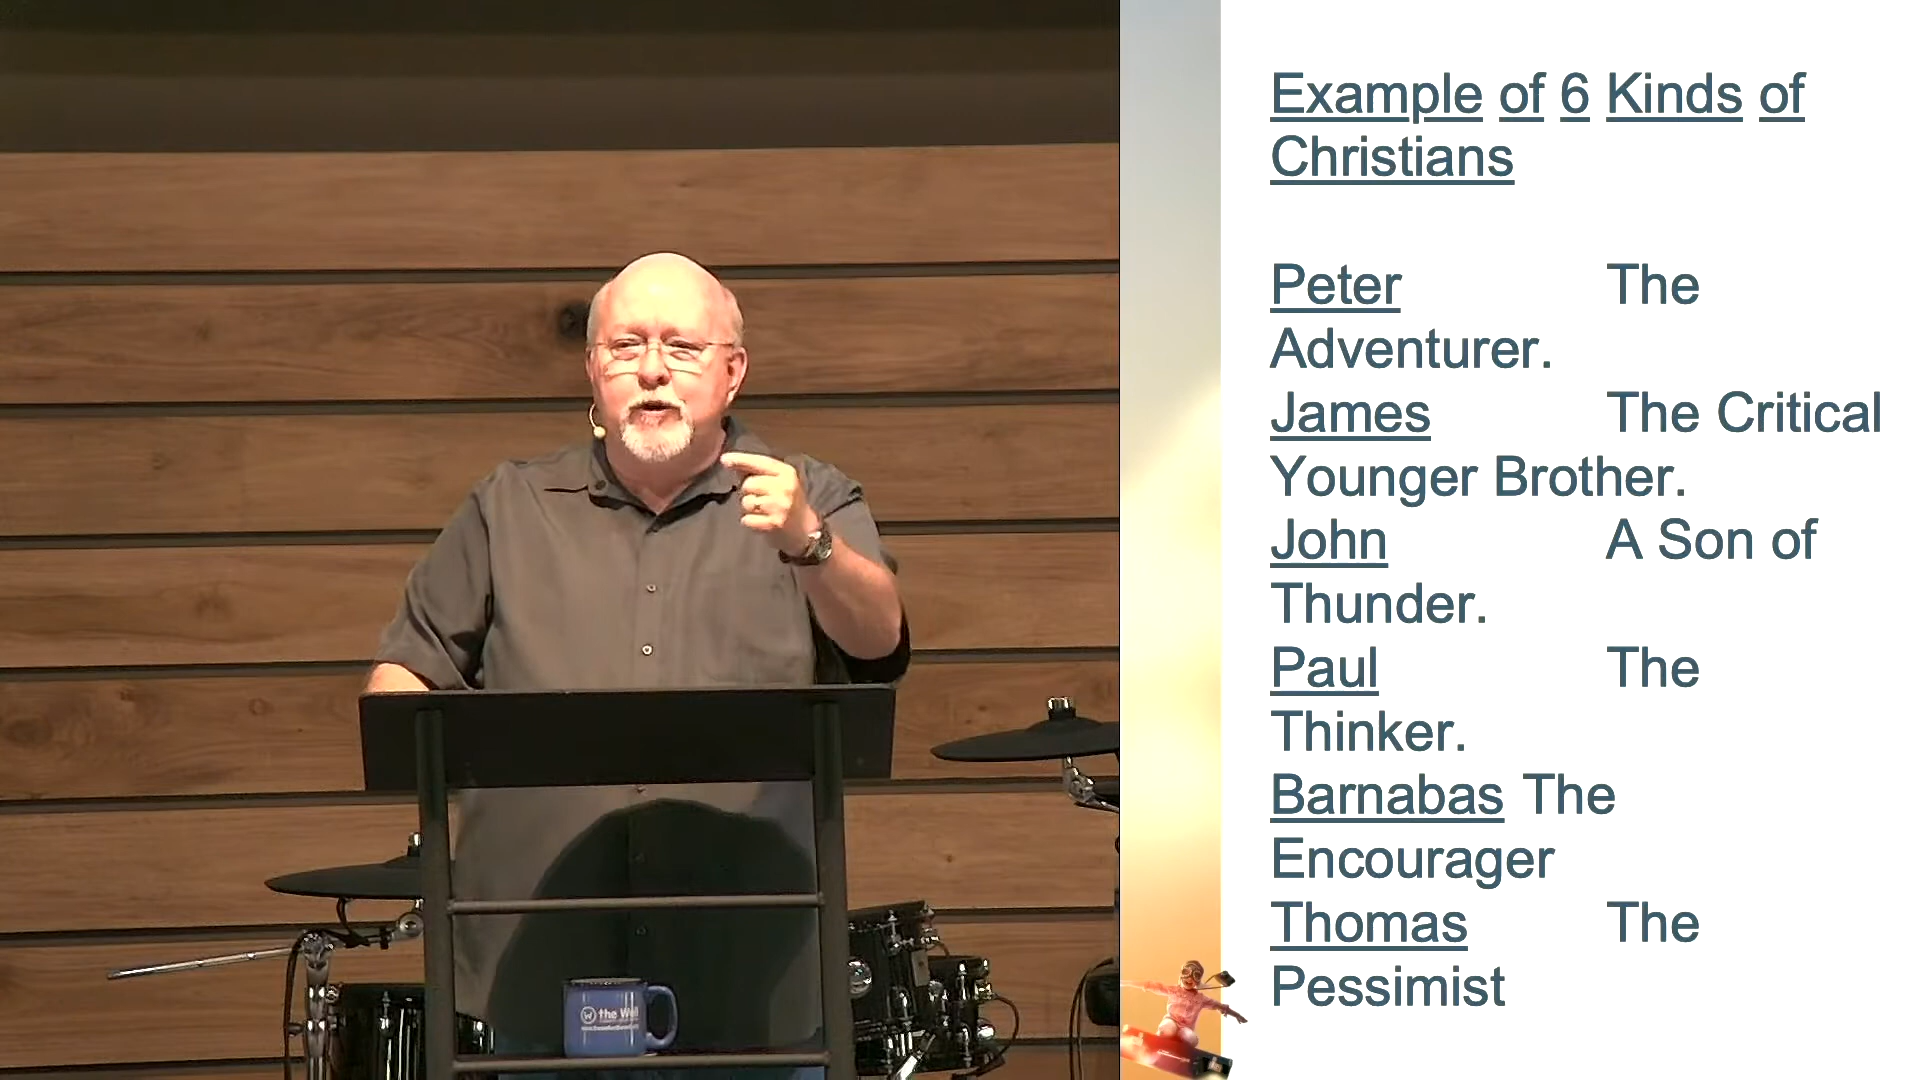 Example of 6 Kinds of
Christians
Peter The
Adventurer.
James The Critical
Younger Brother.
John A Son of
Thunder.
Paul The
Thinker.
Barnabas The
Encourager
Thomas The
Pessimist
the Well